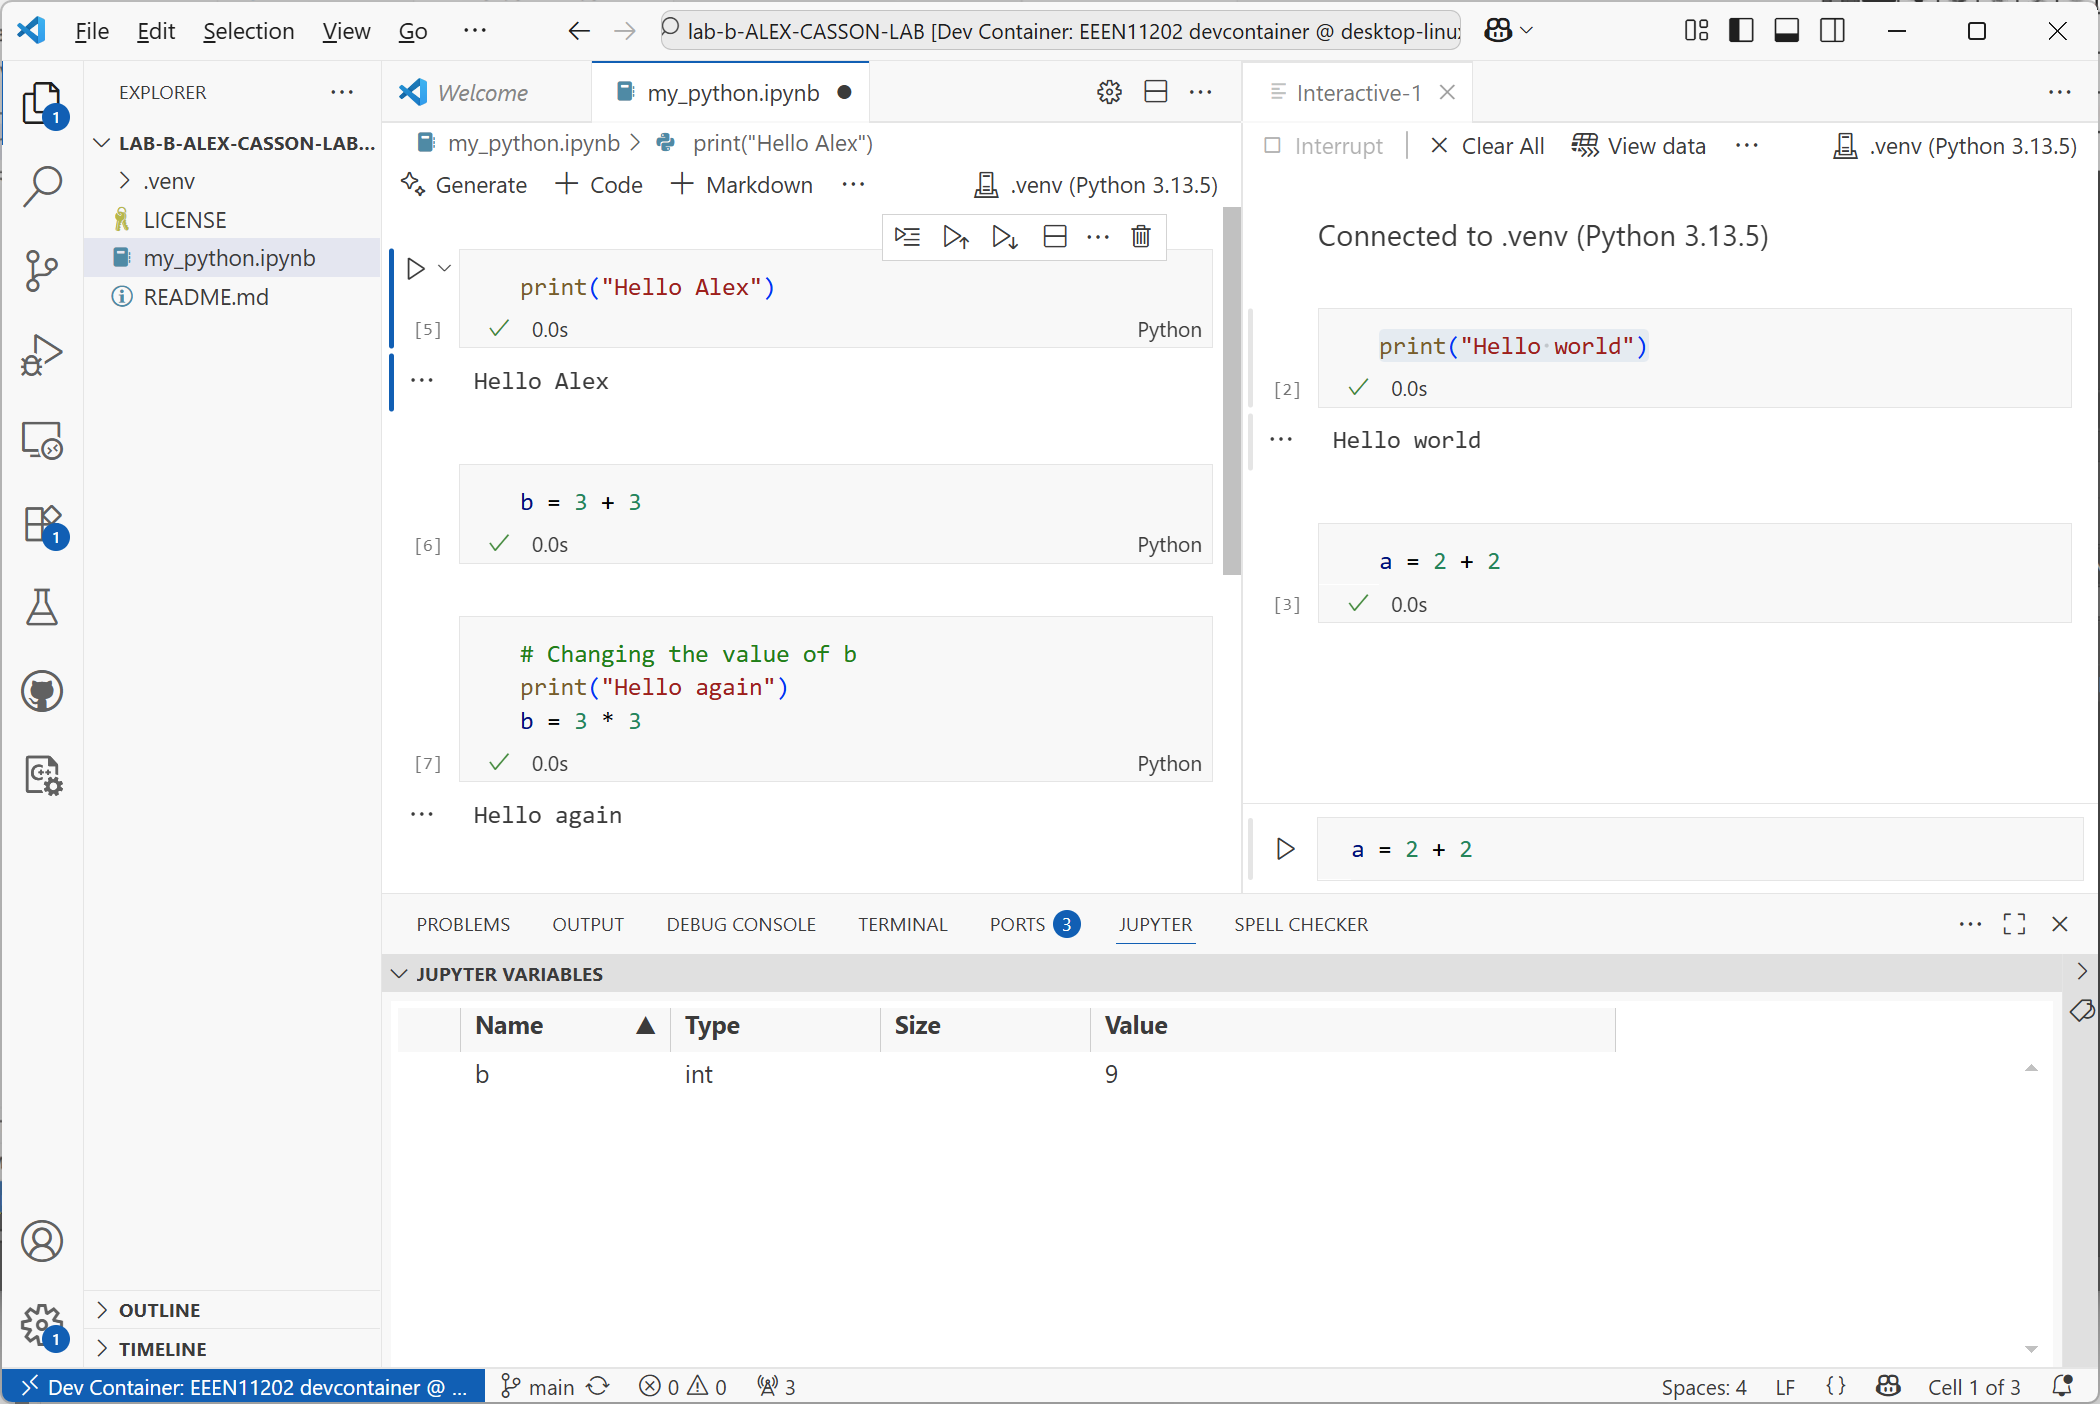 File Edit Selection View Go ···
lab-b-ALEX-CASSON-LAB [Dev Container: EEEN11202 devcontainer @ desktop-linux
EXPLORER
LAB-B-ALEX-CASSON-LAB...
.venv
LICENSE
my_python.ipynb
README.md
OUTLINE
TIMELINE
1
1
1
Welcome
my_python.ipynb
my_python.ipynb > print("Hello Alex")
Generate + Code + Markdown ··· .venv (Python 3.13.5)
print("Hello Alex")
[5] 0.0s Python
Hello Alex
b = 3 + 3
[6] 0.0s Python
# Changing the value of b
print("Hello again")
b = 3 * 3
[7] 0.0s Python
Hello again
Interactive-1
Interrupt Clear All View data ··· .venv (Python 3.13.5)
Connected to .venv (Python 3.13.5)
print("Hello world")
[2] 0.0s
Hello world
a = 2 + 2
[3] 0.0s
a = 2 + 2
PROBLEMS OUTPUT DEBUG CONSOLE TERMINAL PORTS 3 JUPYTER SPELL CHECKER
JUPYTER VARIABLES
Name Type Size Value
b int 9
Dev Container: EEEN11202 devcontainer @ ... main 0 0 3 Spaces: 4 LF {} Cell 1 of 3